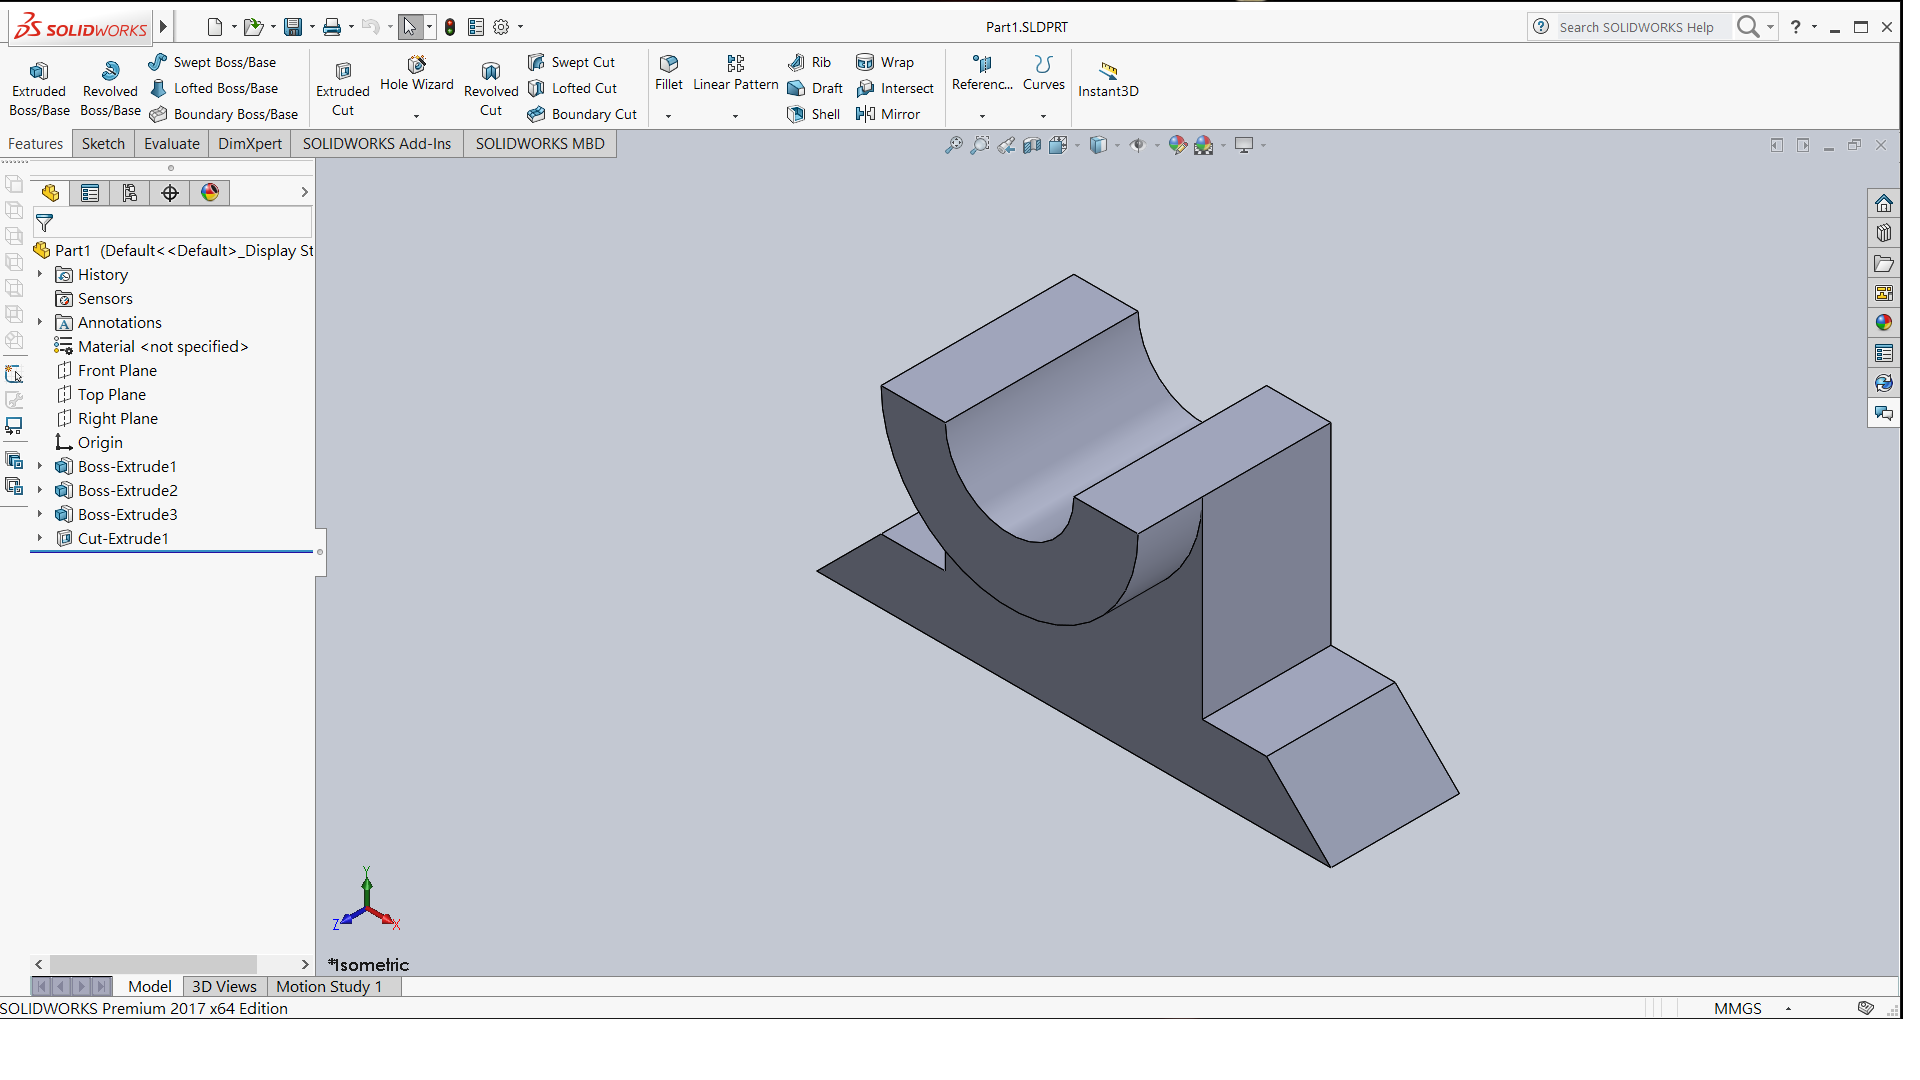 SOLIDWORKS
Part1.SLDPRT
Search SOLIDWORKS Help
?
Extruded Boss/Base
Revolved Boss/Base
Swept Boss/Base
Lofted Boss/Base
Boundary Boss/Base
Extruded Cut
Hole Wizard
Revolved Cut
Swept Cut
Lofted Cut
Boundary Cut
Fillet
Linear Pattern
Rib
Draft
Shell
Wrap
Intersect
Mirror
Referenc...
Curves
Instant3D
Features
Sketch
Evaluate
DimXpert
SOLIDWORKS Add-Ins
SOLIDWORKS MBD
Part1 (Default<<Default>_Display St
History
Sensors
Annotations
Material <not specified>
Front Plane
Top Plane
Right Plane
Origin
Boss-Extrude1
Boss-Extrude2
Boss-Extrude3
Cut-Extrude1
Y
Z
X
*Isometric
Model
3D Views
Motion Study 1
SOLIDWORKS Premium 2017 x64 Edition
MMGS